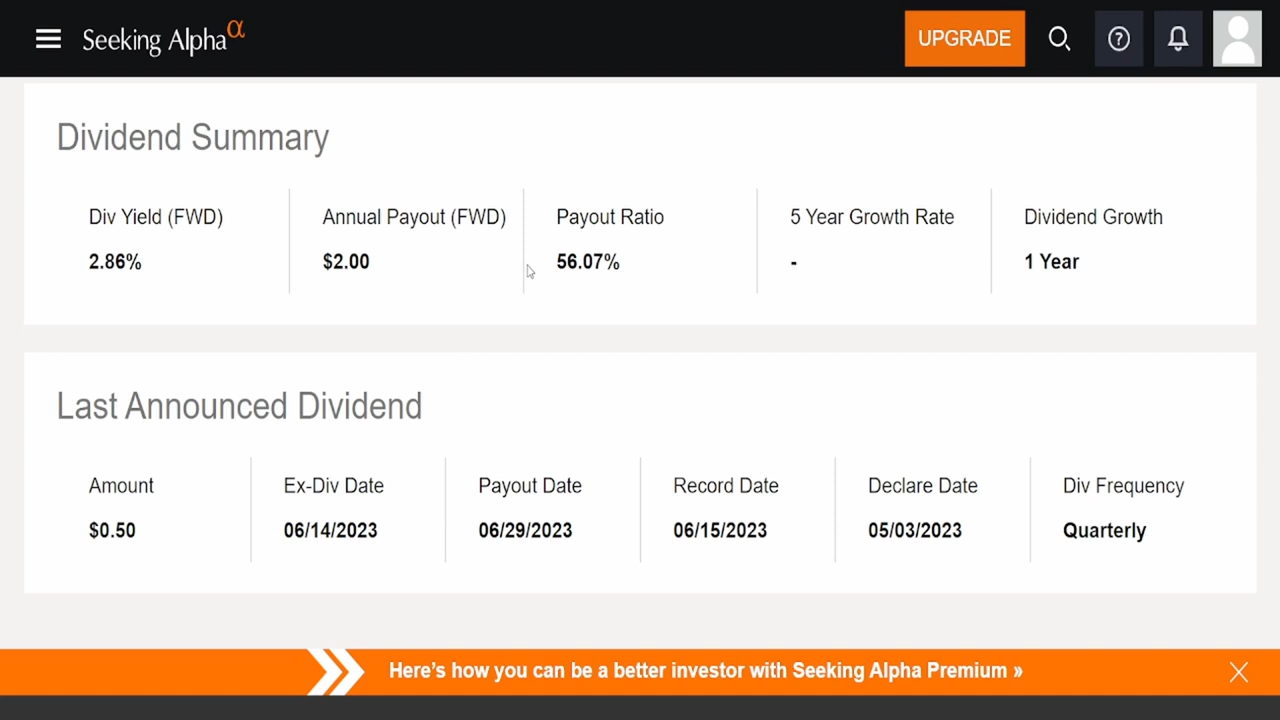 Seeking Alphaα
UPGRADE
Dividend Summary
Div Yield (FWD) Annual Payout (FWD) Payout Ratio 5 Year Growth Rate Dividend Growth
2.86% $2.00 56.07% - 1 Year
Last Announced Dividend
Amount Ex-Div Date Payout Date Record Date Declare Date Div Frequency
$0.50 06/14/2023 06/29/2023 06/15/2023 05/03/2023 Quarterly
Here's how you can be a better investor with Seeking Alpha Premium »